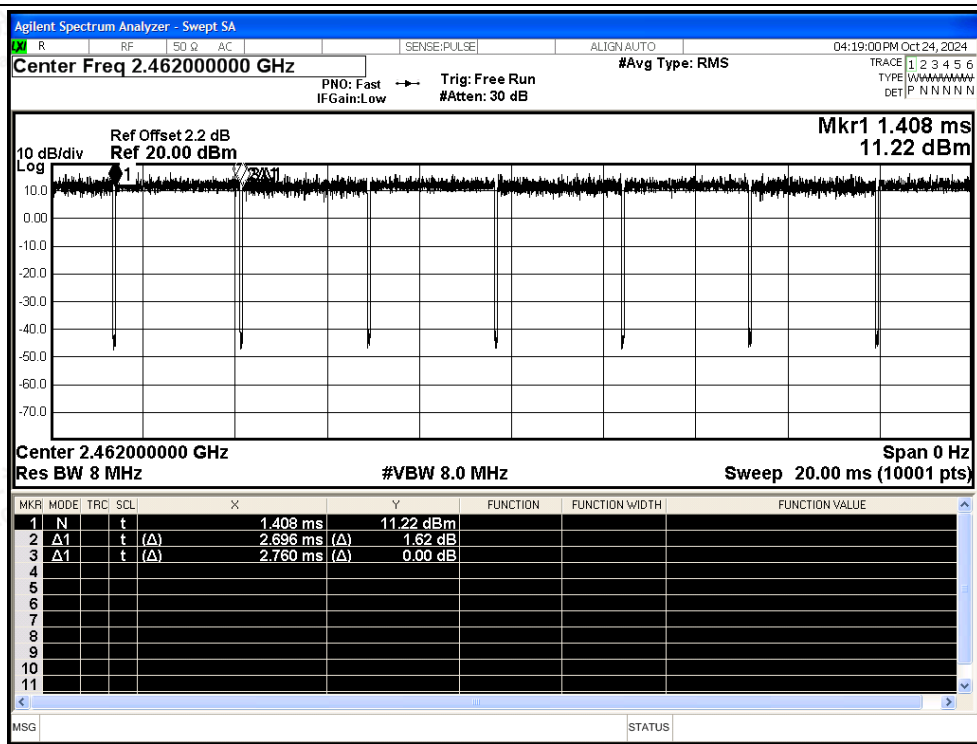 Agilent Spectrum Analyzer - Swept SA
LXI R RF 50 Ω AC SENSE:PULSE ALIGN AUTO 04:19:00 PM Oct 24, 2024
Center Freq 2.462000000 GHz #Avg Type: RMS TRACE 1 2 3 4 5 6
PNO: Fast Trig: Free Run TYPE
IFGain:Low #Atten: 30 dB DET P N N N N N
Mkr1 1.408 ms
Ref Offset 2.2 dB
10 dB/div Ref 20.00 dBm 11.22 dBm
Log
1
10.0
0.00
-10.0
-20.0
-30.0
-40.0
-50.0
-60.0
-70.0
Center 2.462000000 GHz Span 0 Hz
Res BW 8 MHz #VBW 8.0 MHz Sweep 20.00 ms (10001 pts)
MKR MODE TRC SCL X Y FUNCTION FUNCTION WIDTH FUNCTION VALUE
1 N t 1.408 ms 11.22 dBm
2 Δ1 t (Δ) 2.696 ms (Δ) 1.62 dB
3 Δ1 t (Δ) 2.760 ms (Δ) 0.00 dB
4
5
6
7
8
9
10
11
MSG STATUS